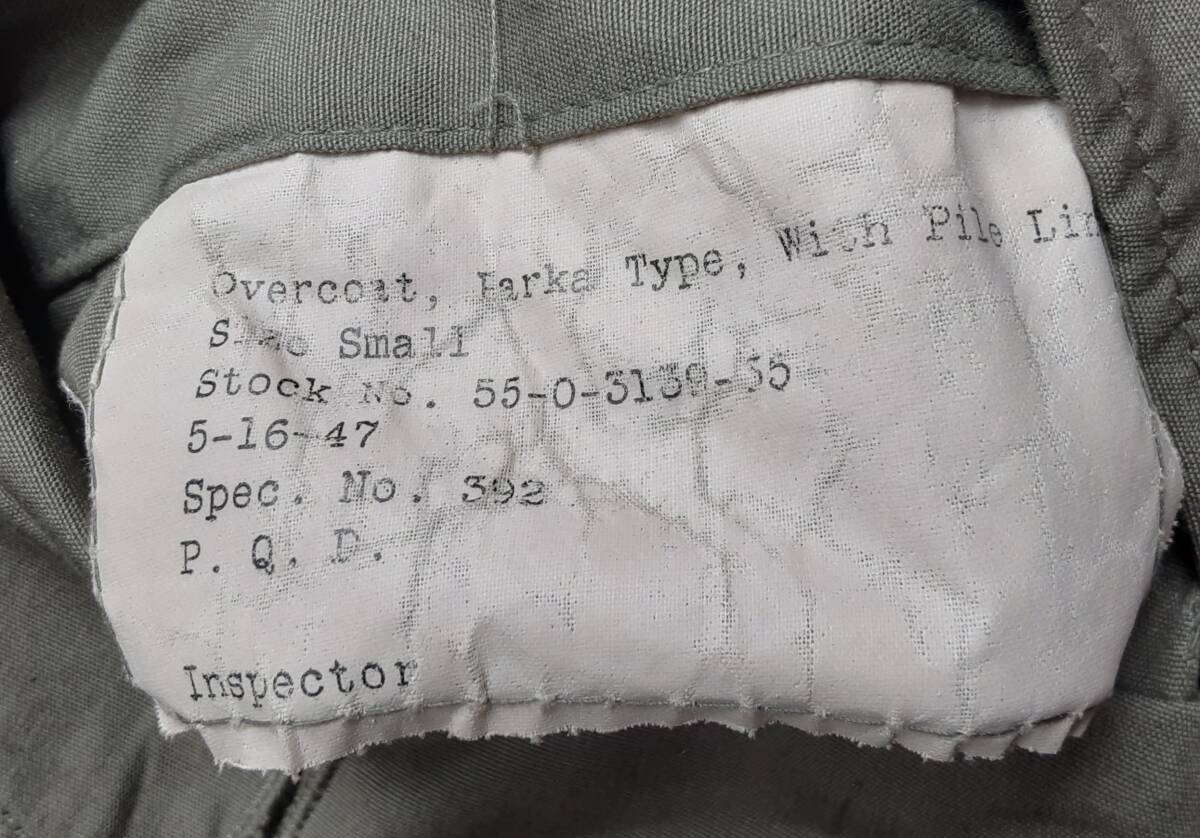 Overcoat, Parka Type, With Pile Lin
Size Small
Stock No. 55-0-3139-35
5-16-47
Spec. No. 392
P. Q. D.
Inspector